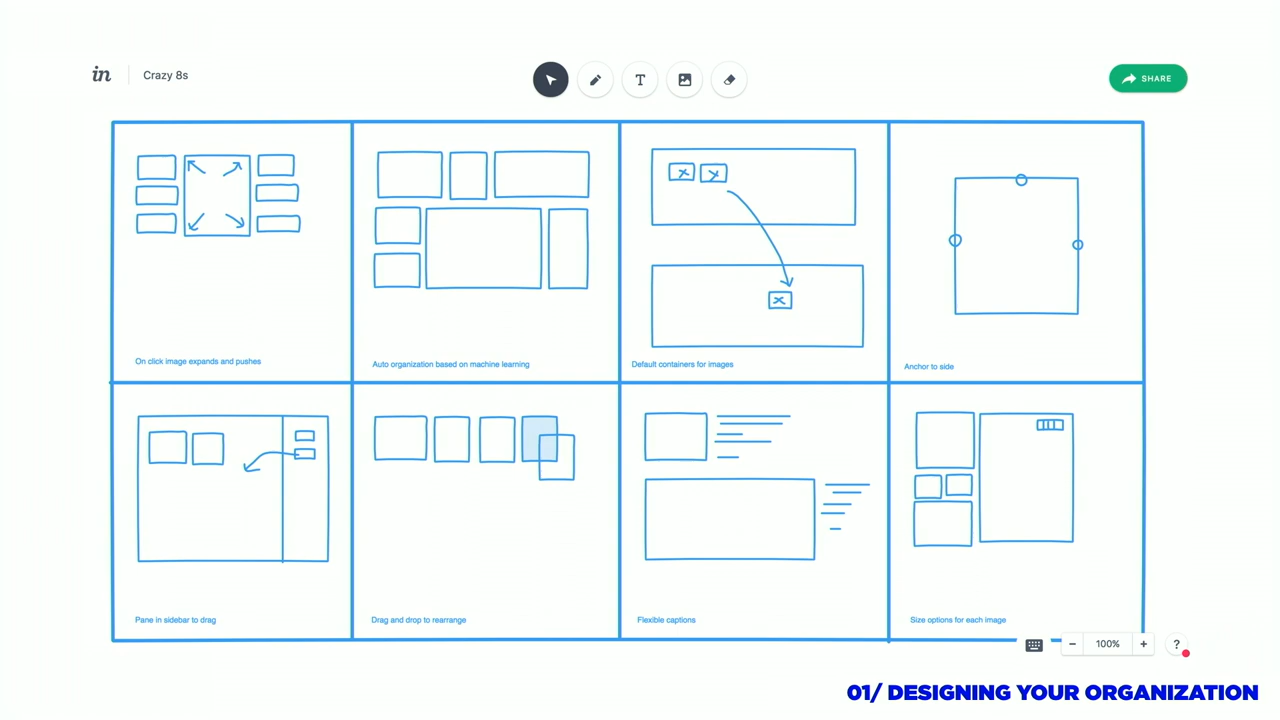 in
Crazy 8s
T
SHARE
On click image expands and pushes
Auto organization based on machine learning
Default containers for images
Anchor to side
Pane in sidebar to drag
Drag and drop to rearrange
Flexible captions
Size options for each image
− 100% +
?
01/ DESIGNING YOUR ORGANIZATION